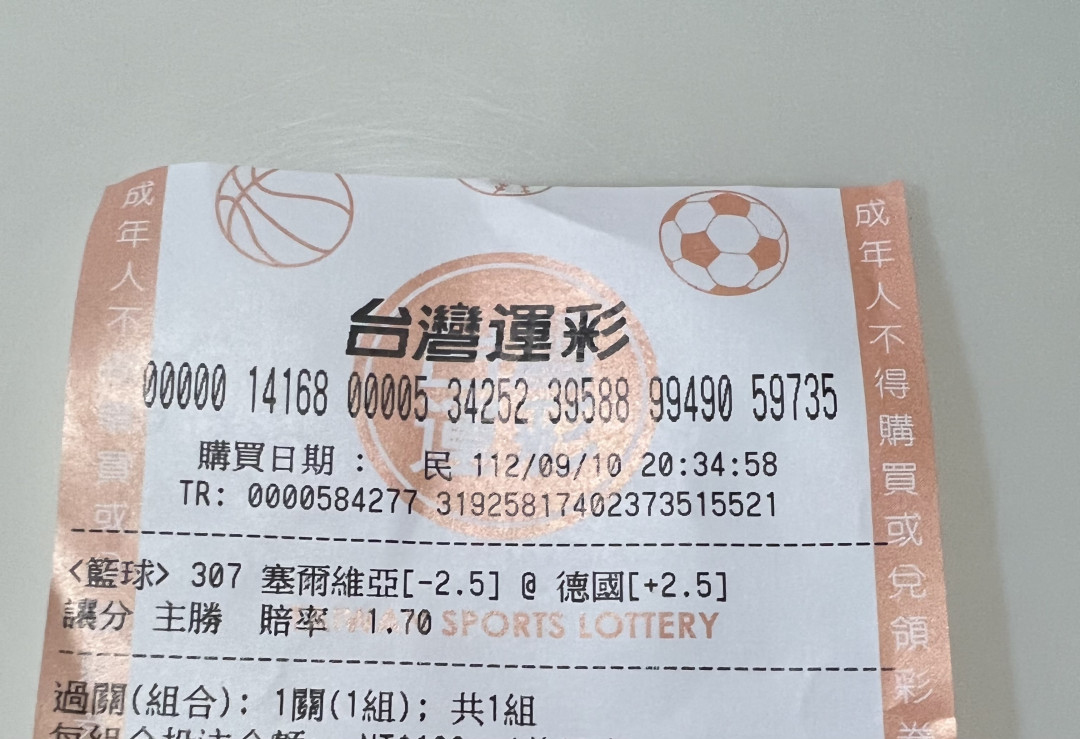 台灣運彩
00000 14168 00005 34252 39588 99490 59735
購買日期 : 民 112/09/10 20:34:58
TR: 0000584277 31925817402373515521
<籃球> 307 塞爾維亞[-2.5] @ 德國[+2.5]
讓分 主勝 賠率 1.70
SPORTS LOTTERY
過關(組合): 1關(1組); 共1組
成年人不
成年人不得購買或兌領彩券